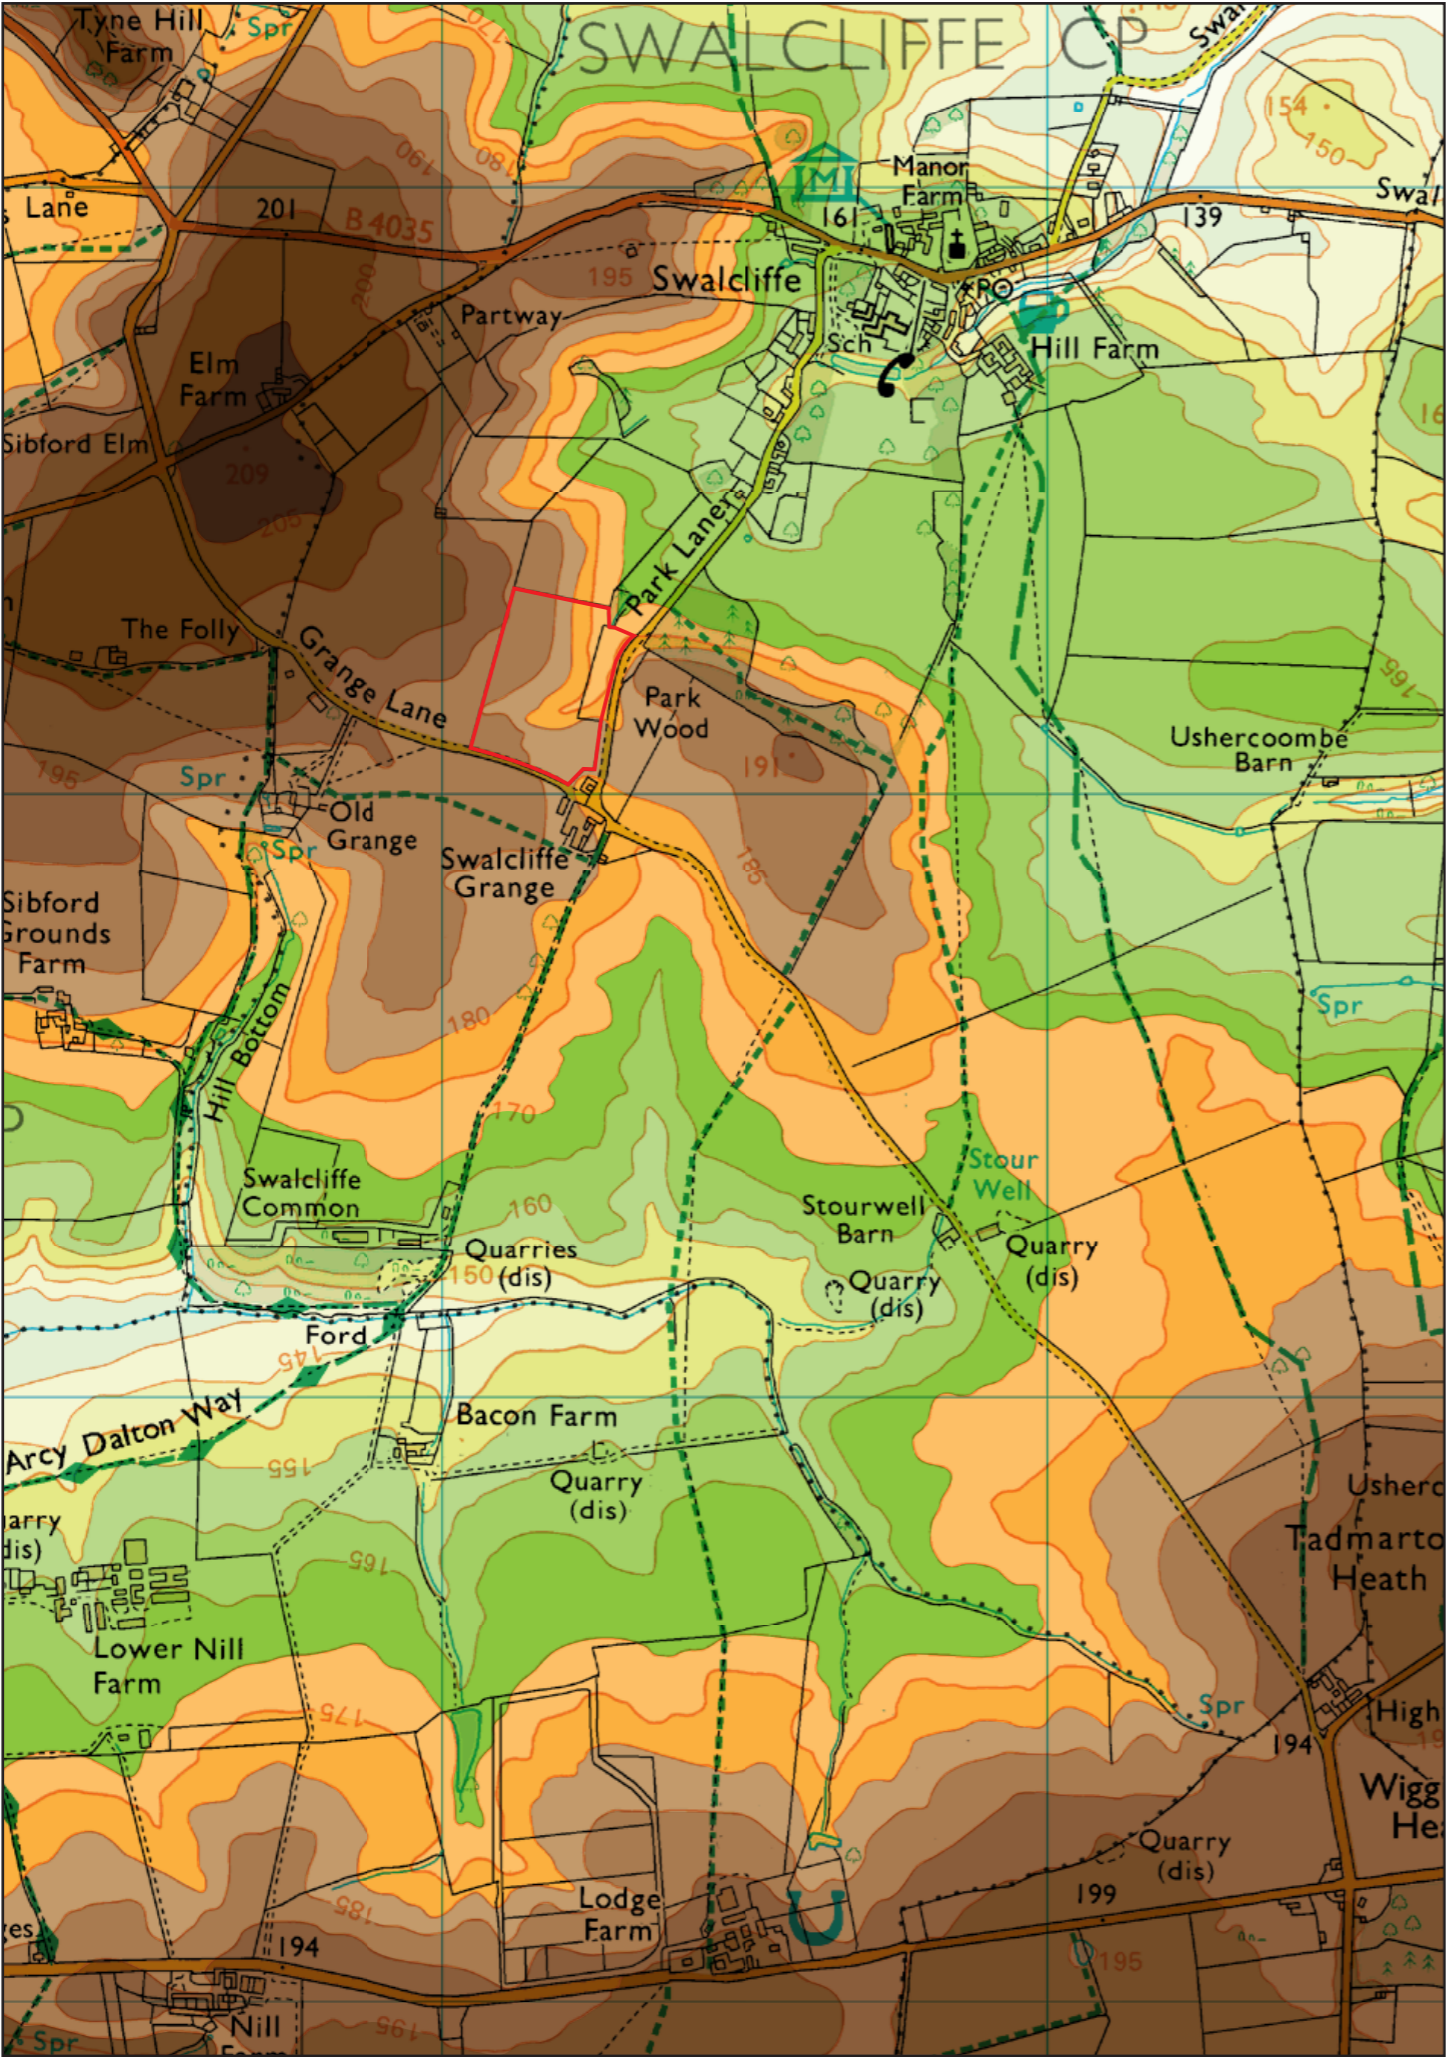 Tyne Hill
Farm
Spr
170
SWALCLIFFE CP
Swal
154
150
190
180
Manor
Farm
M
Lane
201
B 4035
161
139
Swal
200
195
Swalcliffe
PO
Partway
Sch
Hill Farm
Elm
Farm
Sibford Elm
209
205
Park Lane
The Folly
Grange Lane
165
Park
Wood
Ushercoombe
Barn
191
195
Spr
Old
Grange
Spr
Swalcliffe
Grange
185
Sibford
Grounds
Farm
180
Hill Bottom
Spr
170
Swalcliffe
Common
160
Stour
Well
Stourwell
Barn
Quarry
(dis)
Quarries
(dis)
150
Quarry
(dis)
Ford
145
Arcy Dalton Way
Bacon Farm
155
Quarry
(dis)
165
Lower Nill
Farm
Tadmarto
Heath
Usherc
175
Spr
High
194
Wigg
Quarry
(dis)
185
Lodge
Farm
199
194
195
Nill
Farm
195
Spr